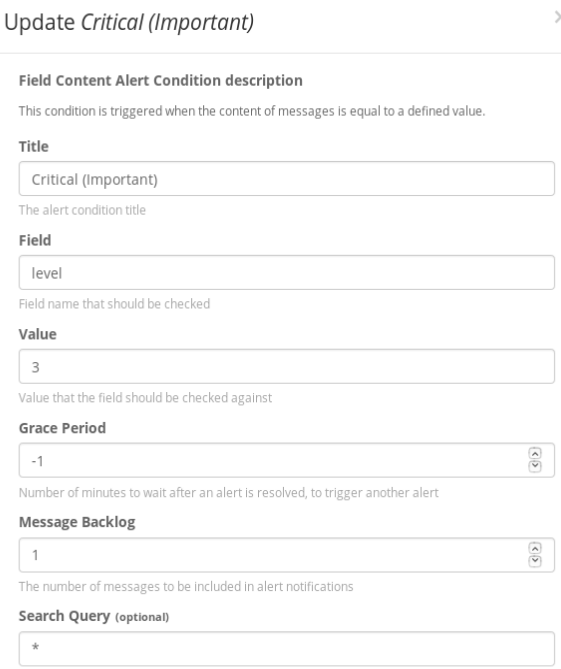 Update Critical (Important)
Field Content Alert Condition description
This condition is triggered when the content of messages is equal to a defined value.
Title
Critical (Important)
The alert condition title
Field
level
Field name that should be checked
Value
3
Value that the field should be checked against
Grace Period
-1
Number of minutes to wait after an alert is resolved, to trigger another alert
Message Backlog
1
The number of messages to be included in alert notifications
Search Query (optional)
*